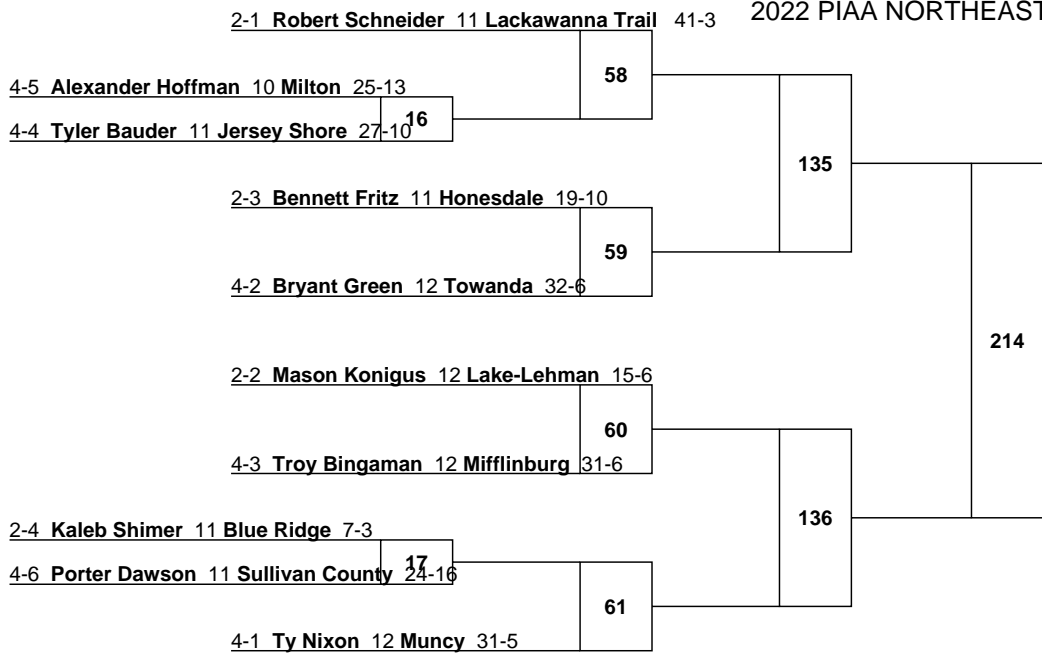 2022 PIAA NORTHEAST
2-1 Robert Schneider 11 Lackawanna Trail 41-3
58
4-5 Alexander Hoffman 10 Milton 25-13
16
4-4 Tyler Bauder 11 Jersey Shore 27-10
135
2-3 Bennett Fritz 11 Honesdale 19-10
59
4-2 Bryant Green 12 Towanda 32-6
214
2-2 Mason Konigus 12 Lake-Lehman 15-6
60
4-3 Troy Bingaman 12 Mifflinburg 31-6
136
2-4 Kaleb Shimer 11 Blue Ridge 7-3
17
4-6 Porter Dawson 11 Sullivan County 24-16
61
4-1 Ty Nixon 12 Muncy 31-5